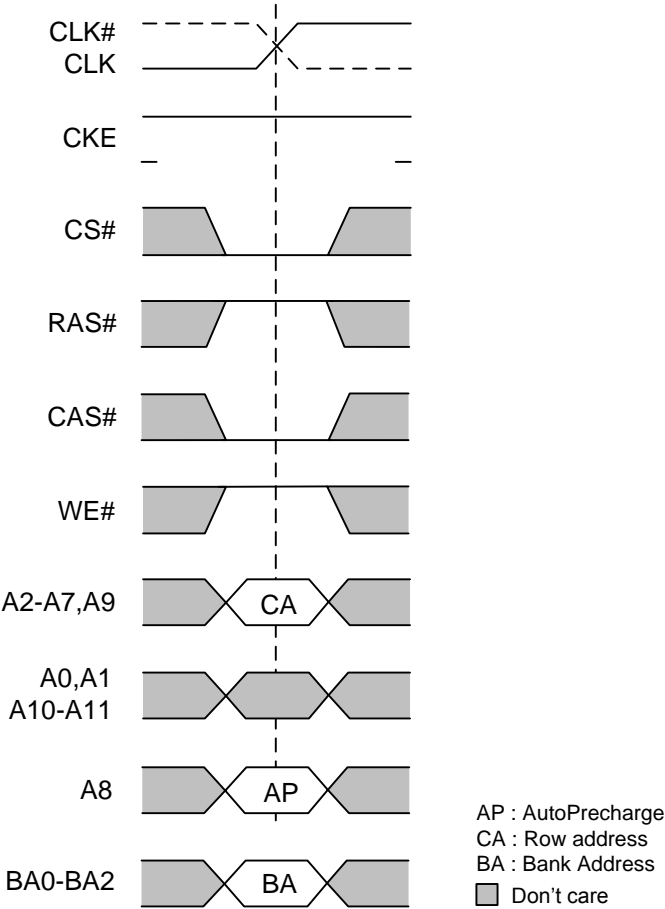 CLK#
CLK
CKE
CS#
RAS#
CAS#
WE#
A2-A7,A9
CA
A0,A1
A10-A11
A8
AP
BA0-BA2
BA
AP : AutoPrecharge
CA : Row address
BA : Bank Address
Don't care